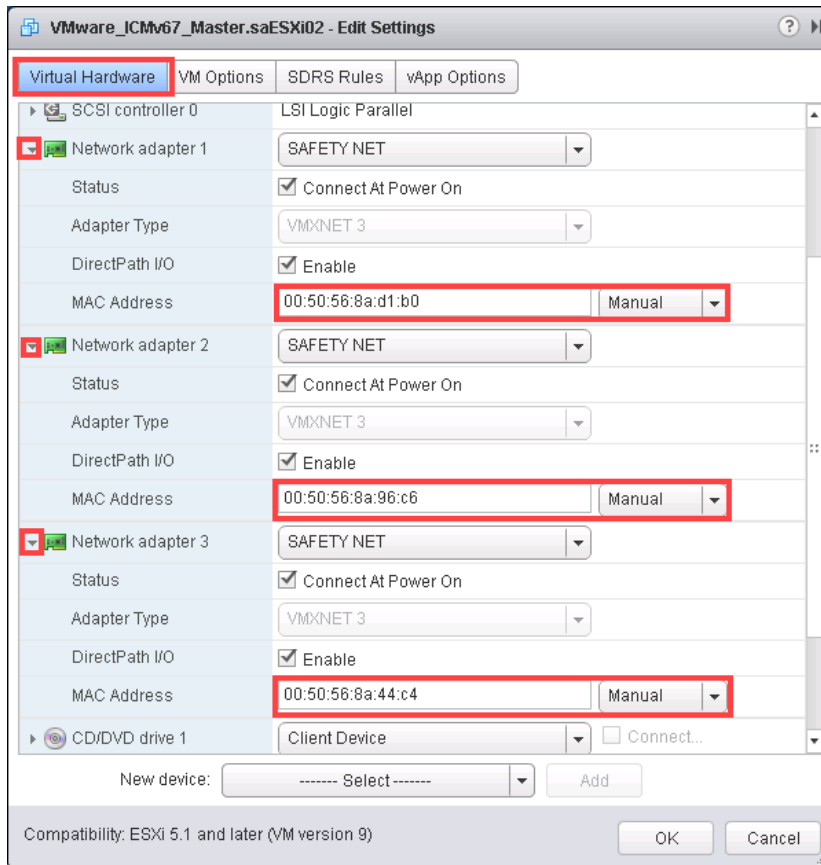 VMware_ICMv67_Master.saESXi02 - Edit Settings ?
Virtual Hardware VM Options SDRS Rules vApp Options
SCSI controller 0 LSI Logic Parallel
Network adapter 1 SAFETY NET
Status Connect At Power On
Adapter Type VMXNET 3
DirectPath I/O Enable
MAC Address 00:50:56:8a:d1:b0 Manual
Network adapter 2 SAFETY NET
Status Connect At Power On
Adapter Type VMXNET 3
DirectPath I/O Enable
MAC Address 00:50:56:8a:96:c6 Manual
Network adapter 3 SAFETY NET
Status Connect At Power On
Adapter Type VMXNET 3
DirectPath I/O Enable
MAC Address 00:50:56:8a:44:c4 Manual
CD/DVD drive 1 Client Device Connect...
New device: ------- Select ------- Add
Compatibility: ESXi 5.1 and later (VM version 9) OK Cancel